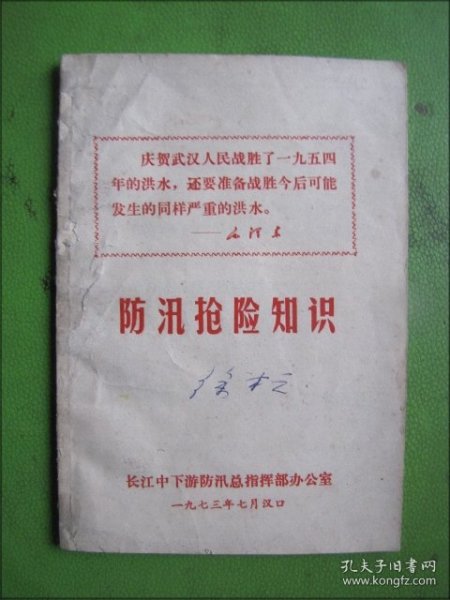 庆贺武汉人民战胜了一九五四
年的洪水，还要准备战胜今后可能
发生的同样严重的洪水。
——毛泽东
防汛抢险知识
长江中下游防汛总指挥部办公室
一九七三年七月汉口
孔夫子旧书网
www.kongfz.com